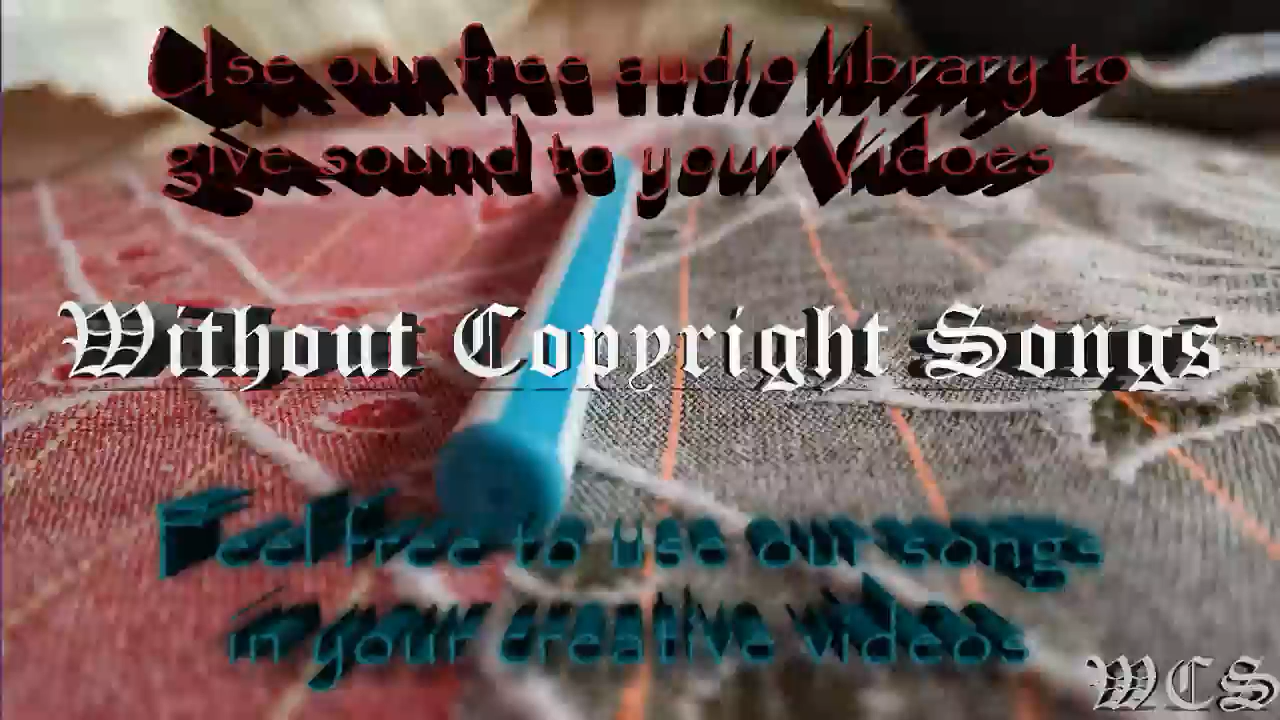 Use our free audio library to
give sound to your Vidoes
Without Copyright Songs
Feel free to use our songs
in your creative videos
WCS